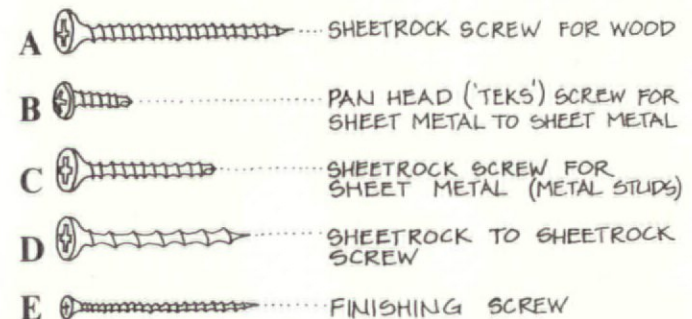 A SHEETROCK SCREW FOR WOOD
B PAN HEAD ('TEKS') SCREW FOR
SHEET METAL TO SHEET METAL
C SHEETROCK SCREW FOR
SHEET METAL (METAL STUDS)
D SHEETROCK TO SHEETROCK
SCREW
E FINISHING SCREW